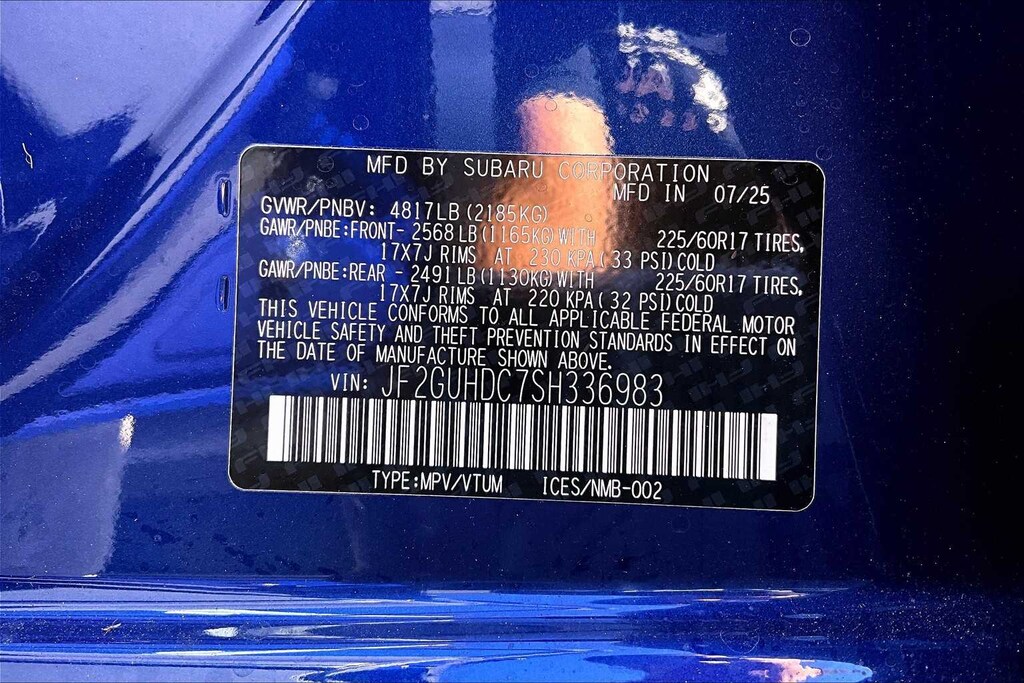 MFD BY SUBARU CORPORATION
MFD IN 07/25
GVWR/PNBV: 4817LB (2185KG)
GAWR/PNBE:FRONT- 2568 LB(1165KG)WITH 225/60R17 TIRES,
17X7J RIMS AT 230 KPA( 33 PSI)COLD
GAWR/PNBE:REAR - 2491 LB(1130KG)WITH 225/60R17 TIRES,
17X7J RIMS AT 220 KPA( 32 PSI)COLD
THIS VEHICLE CONFORMS TO ALL APPLICABLE FEDERAL MOTOR
VEHICLE SAFETY AND THEFT PREVENTION STANDARDS IN EFFECT ON
THE DATE OF MANUFACTURE SHOWN ABOVE.
VIN: JF2GUHDC7SH336983
TYPE:MPV/VTUM ICES/NMB-002